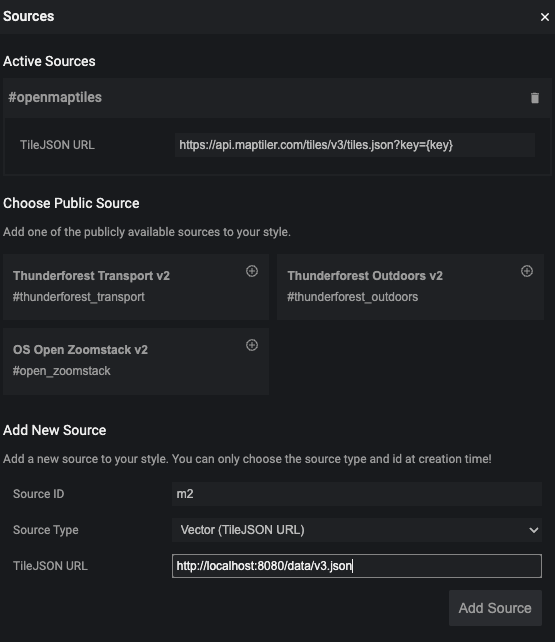 Sources
Active Sources
#openmaptiles
TileJSON URL
https://api.maptiler.com/tiles/v3/tiles.json?key={key}
Choose Public Source
Add one of the publicly available sources to your style.
Thunderforest Transport v2
#thunderforest_transport
Thunderforest Outdoors v2
#thunderforest_outdoors
OS Open Zoomstack v2
#open_zoomstack
Add New Source
Add a new source to your style. You can only choose the source type and id at creation time!
Source ID
m2
Source Type
Vector (TileJSON URL)
TileJSON URL
http://localhost:8080/data/v3.json
Add Source